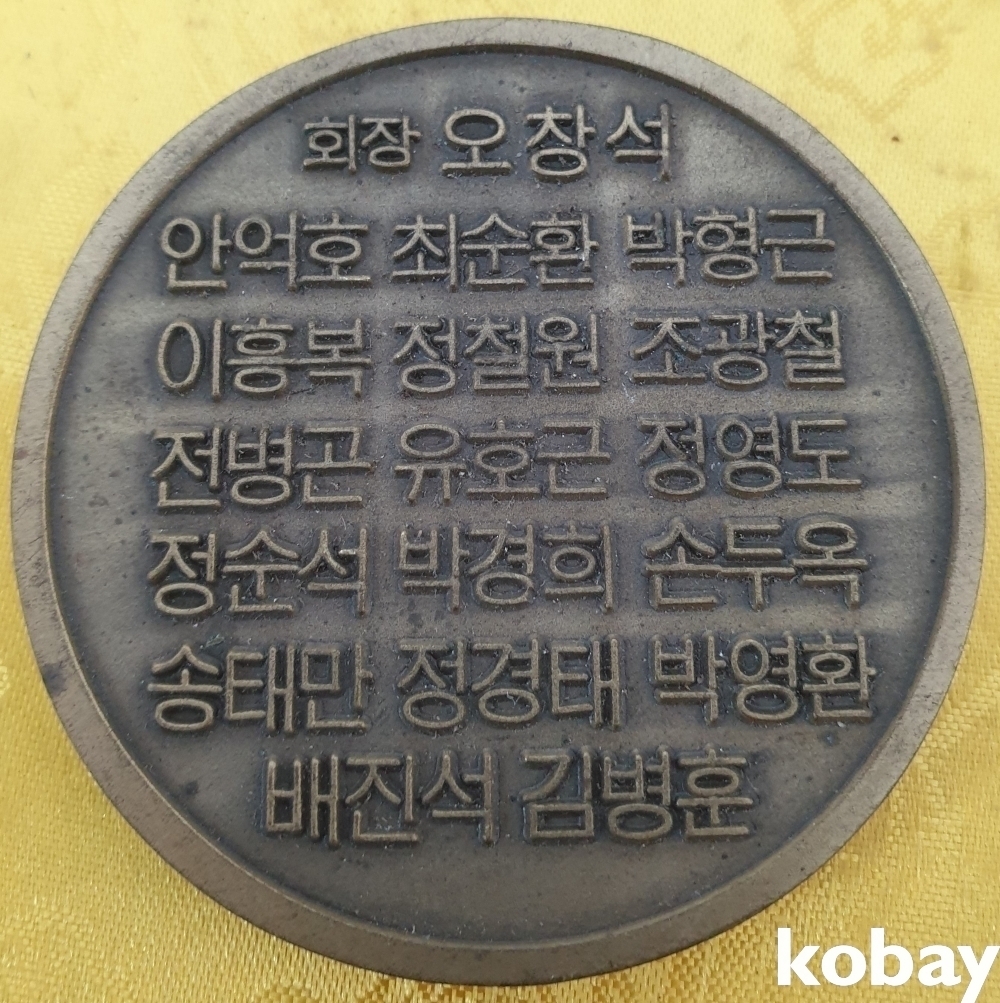 회장 오창석
안억호 최순환 박형근
이흥복 정철원 조광철
전병곤 유호근 정영도
정순석 박경희 손두옥
송태만 정경태 박영환
배진석 김병훈
kobay